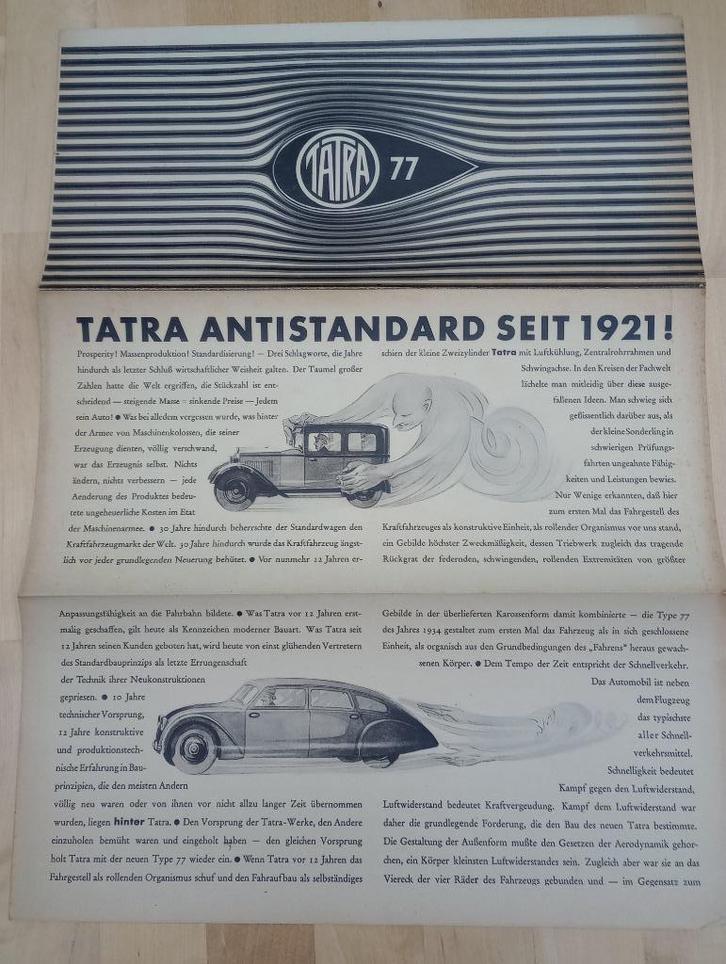 TATRA 77
TATRA ANTISTANDARD SEIT 1921!
Prosperity! Massenproduktion! Standardisierung! — Drei Schlagworte, die Jahre
hindurch als letzter Schluß wirtschaftlicher Weisheit galten. Der Taumel großer
Zahlen hatte die Welt ergriffen, die Stückzahl ist ent-
scheidend — steigende Masse = sinkende Preise — Jedem
sein Auto! ● Was bei alledem vergessen wurde, was hinter
der Armee von Maschinenkolossen, die seiner
Erzeugung dienten, völlig verschwand,
war das Erzeugnis selbst. Nichts
ändern, nichts verbessern — jede
Aenderung des Produktes bedeu-
tete ungeheuerliche Kosten im Etat
der Maschinenarmee. ● 30 Jahre hindurch beherrschte der Standardwagen den
Kraftfahrzeugmarkt der Welt. 30 Jahre hindurch wurde das Kraftfahrzeug ängst-
lich vor jeder grundlegenden Neuerung behütet. ● Vor nunmehr 12 Jahren er-
schien der kleine Zweizylinder Tatra mit Luftkühlung, Zentralrohrrahmen und
Schwingachse. In den Kreisen der Fachwelt
lächelte man mitleidig über diese ausge-
fallenen Ideen. Man schwieg sich
geflissentlich darüber aus, als
der kleine Sonderling in
schwierigen Prüfungs-
fahrten ungeahnte Fähig-
keiten und Leistungen bewies.
Nur Wenige erkannten, daß hier
zum ersten Mal das Fahrgestell des
Kraftfahrzeuges als konstruktive Einheit, als rollender Organismus vor uns stand,
ein Gebilde höchster Zweckmäßigkeit, dessen Triebwerk zugleich das tragende
Rückgrat der federnden, schwingenden, rollenden Extremitäten von größter
Anpassungsfähigkeit an die Fahrbahn bildete. ● Was Tatra vor 12 Jahren erst-
malig geschaffen, gilt heute als Kennzeichen moderner Bauart. Was Tatra seit
12 Jahren seinen Kunden geboten hat, wird heute von einst glühenden Vertretern
des Standardbauprinzips als letzte Errungenschaft
der Technik ihrer Neukonstruktionen
gepriesen. ● 10 Jahre
technischer Vorsprung,
12 Jahre konstruktive
und produktionstech-
nische Erfahrung in Bau-
prinzipien, die den meisten Andern
völlig neu waren oder von ihnen vor nicht allzu langer Zeit übernommen
wurden, liegen hinter Tatra. ● Den Vorsprung der Tatra-Werke, den Andere
einzuholen bemüht waren und eingeholt haben — den gleichen Vorsprung
holt Tatra mit der neuen Type 77 wieder ein. ● Wenn Tatra vor 12 Jahren das
Fahrgestell als rollenden Organismus schuf und den Fahraufbau als selbständiges
Gebilde in der überlieferten Karossenform damit kombinierte — die Type 77
des Jahres 1934 gestaltet zum ersten Mal das Fahrzeug als in sich geschlossene
Einheit, als organisch aus den Grundbedingungen des „Fahrens" heraus gewach-
senen Körper. ● Dem Tempo der Zeit entspricht der Schnellverkehr.
Das Automobil ist neben
dem Flugzeug
das typischste
aller Schnell-
verkehrsmittel.
Schnelligkeit bedeutet
Kampf gegen den Luftwiderstand,
Luftwiderstand bedeutet Kraftvergeudung. Kampf dem Luftwiderstand war
daher die grundlegende Forderung, die den Bau des neuen Tatra bestimmte.
Die Gestaltung der Außenform mußte den Gesetzen der Aerodynamik gehor-
chen, ein Körper kleinsten Luftwiderstandes sein. Zugleich aber war sie an das
Viereck der vier Räder des Fahrzeugs gebunden und — im Gegensatz zum